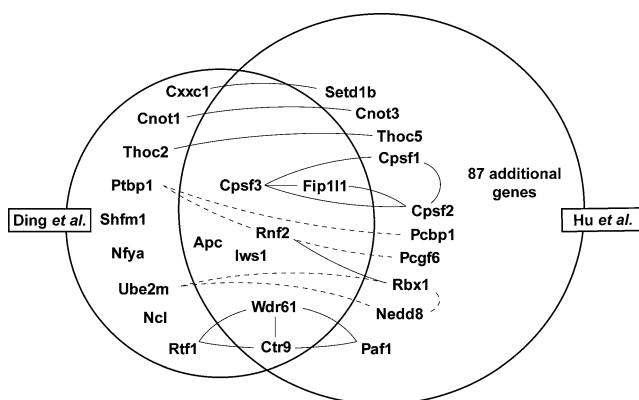 Cxxc1
Setd1b
Cnot1
Cnot3
Thoc2
Thoc5
Cpsf1
Ptbp1
Cpsf3
Fip1l1
87 additional
genes
Cpsf2
Ding et al.
Shfm1
Hu et al.
Rnf2
Pcbp1
Apc
Iws1
Nfya
Pcgf6
Ube2m
Rbx1
Wdr61
Nedd8
Ncl
Rtf1
Ctr9
Paf1